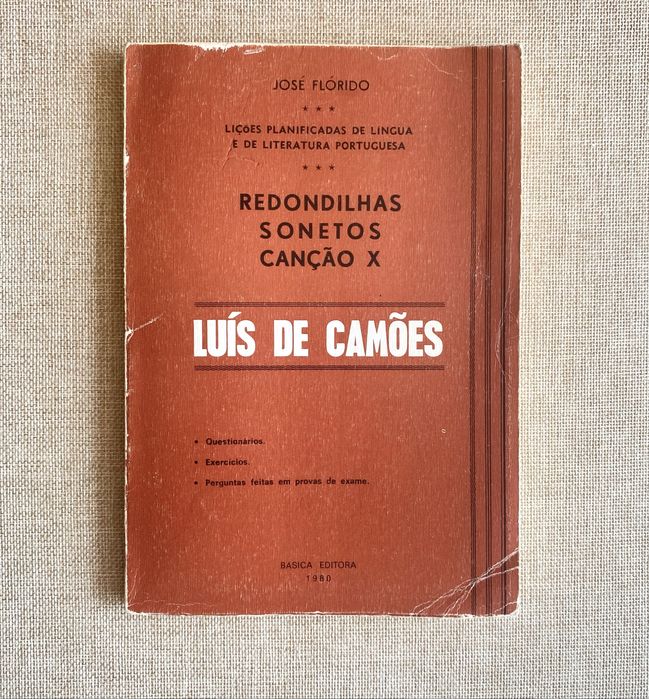 JOSÉ FLÓRIDO
★ ★ ★
LIÇÕES PLANIFICADAS DE LINGUA
E DE LITERATURA PORTUGUESA
★ ★ ★
REDONDILHAS
SONETOS
CANÇÃO X
LUÍS DE CAMÕES
• Questionários.
• Exercícios.
• Perguntas feitas em provas de exame.
BASICA EDITORA
1980